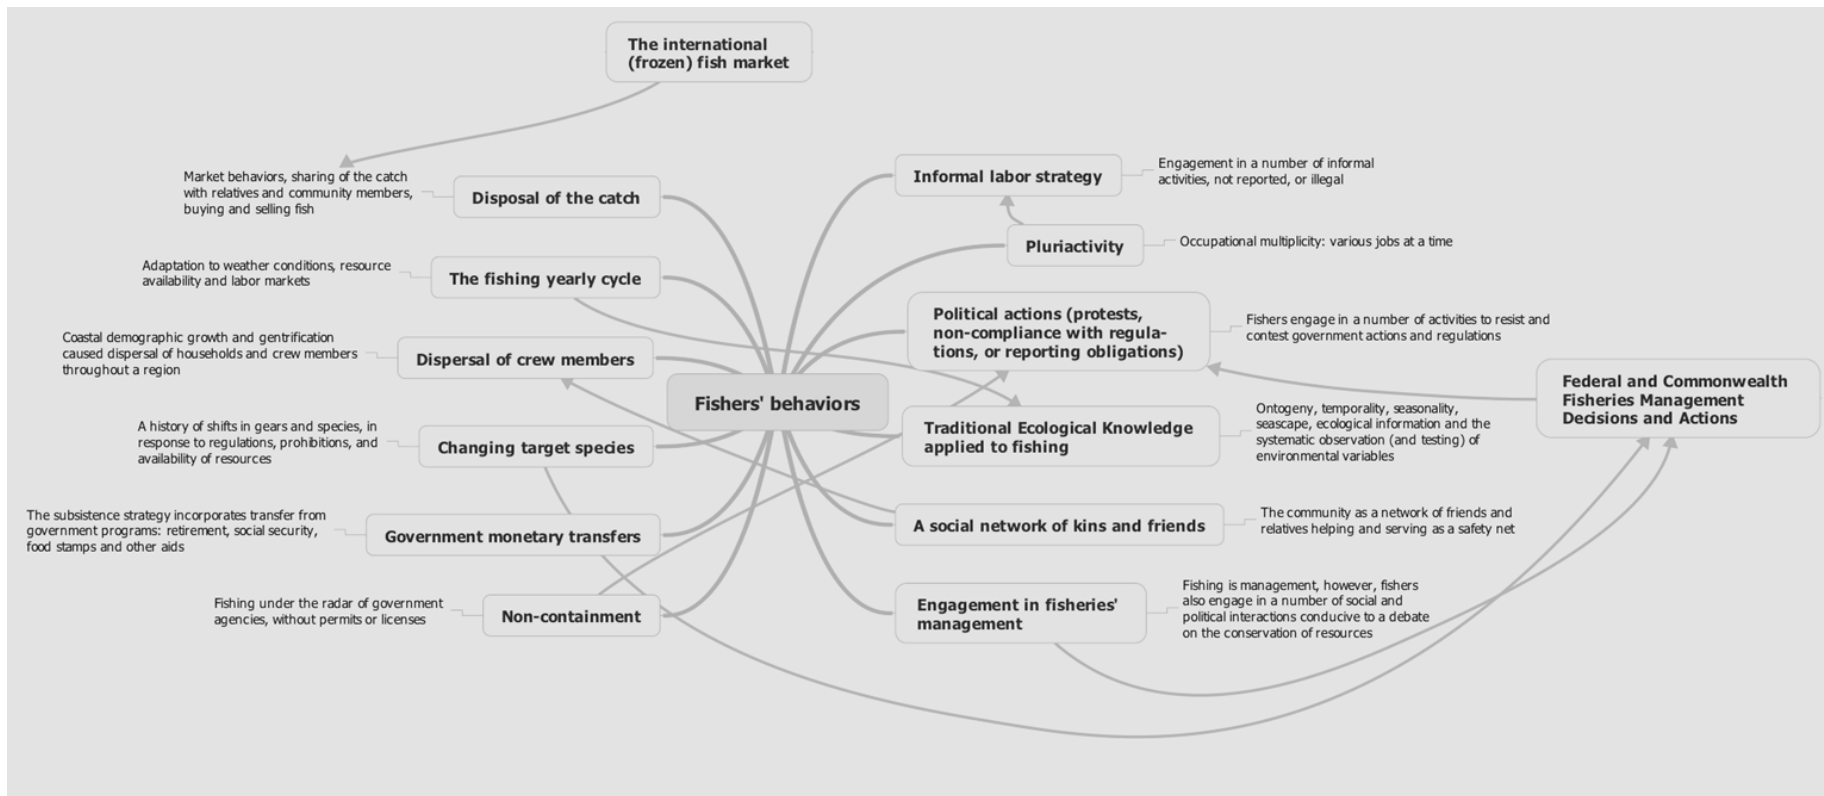 The international
(frozen) fish market
Market behaviors, sharing of the catch
with relatives and community members,
buying and selling fish
Disposal of the catch
Adaptation to weather conditions, resource
availability and labor markets
The fishing yearly cycle
Coastal demographic growth and gentrification
caused dispersal of households and crew members
throughout a region
Dispersal of crew members
A history of shifts in gears and species, in
response to regulations, prohibitions, and
availability of resources
Changing target species
The subsistence strategy incorporates transfer from
government programs: retirement, social security,
food stamps and other aids
Government monetary transfers
Fishing under the radar of government
agencies, without permits or licenses
Non-containment
Fishers' behaviors
Informal labor strategy
Engagement in a number of informal
activities, not reported, or illegal
Pluriactivity
Occupational multiplicity: various jobs at a time
Political actions (protests,
non-compliance with regula-
tions, or reporting obligations)
Fishers engage in a number of activities to resist and
contest government actions and regulations
Federal and Commonwealth
Fisheries Management
Decisions and Actions
Traditional Ecological Knowledge
applied to fishing
Ontogeny, temporality, seasonality,
seascape, ecological information and the
systematic observation (and testing) of
environmental variables
A social network of kins and friends
The community as a network of friends and
relatives helping and serving as a safety net
Engagement in fisheries'
management
Fishing is management, however, fishers
also engage in a number of social and
political interactions conducive to a debate
on the conservation of resources